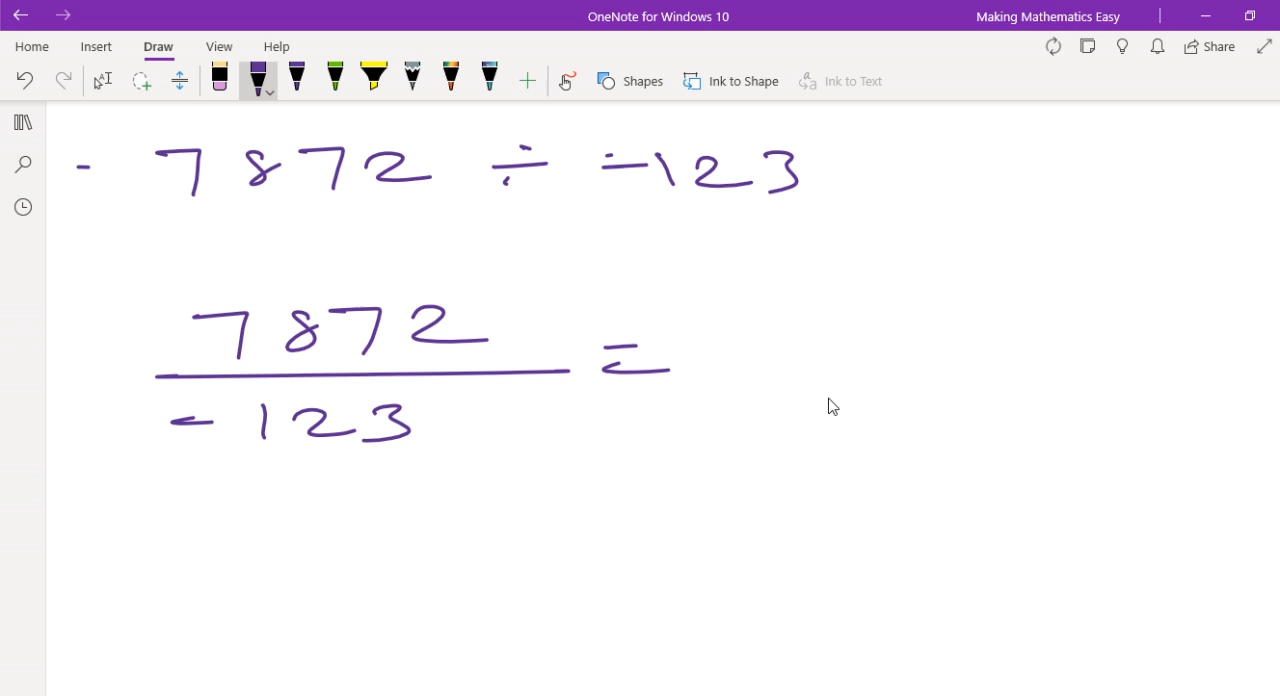 OneNote for Windows 10
Making Mathematics Easy
Home Insert Draw View Help
Share
Shapes Ink to Shape Ink to Text
- 7872 ÷ -123
7872
-123 =